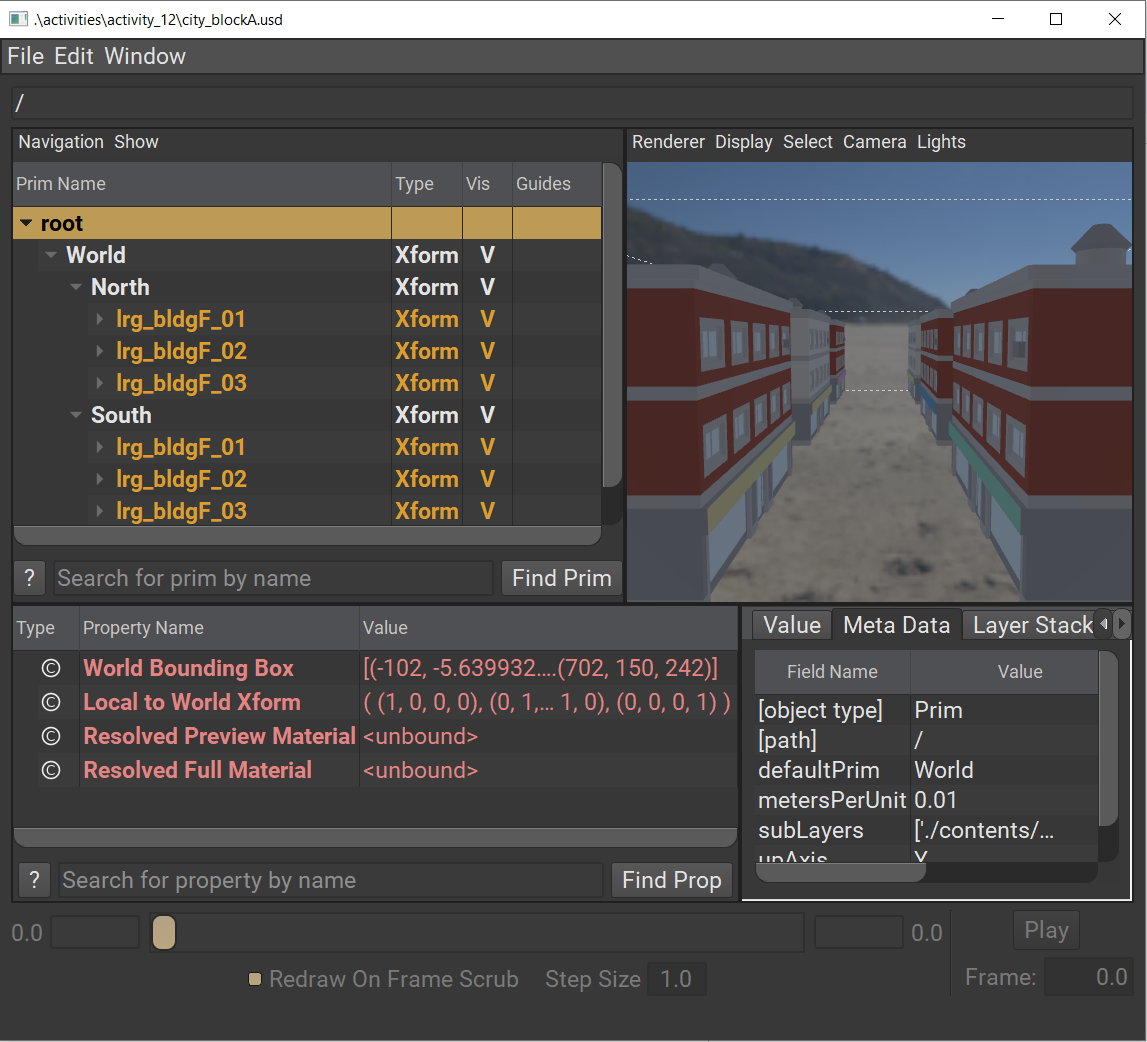 .\activities\activity_12\city_blockA.usd
File Edit Window
/
Navigation Show
Prim Name Type Vis Guides
root
World Xform V
North Xform V
lrg_bldgF_01 Xform V
lrg_bldgF_02 Xform V
lrg_bldgF_03 Xform V
South Xform V
lrg_bldgF_01 Xform V
lrg_bldgF_02 Xform V
lrg_bldgF_03 Xform V
? Search for prim by name Find Prim
Renderer Display Select Camera Lights
Type Property Name Value
© World Bounding Box [(-102, -5.639932....(702, 150, 242)]
© Local to World Xform ( (1, 0, 0, 0), (0, 1,... 1, 0), (0, 0, 0, 1) )
© Resolved Preview Material <unbound>
© Resolved Full Material <unbound>
? Search for property by name Find Prop
Value Meta Data Layer Stack
Field Name Value
[object type] Prim
[path] /
defaultPrim World
metersPerUnit 0.01
subLayers ['./contents/...
upAxis Y
0.0 0.0 Play
Redraw On Frame Scrub Step Size 1.0 Frame: 0.0